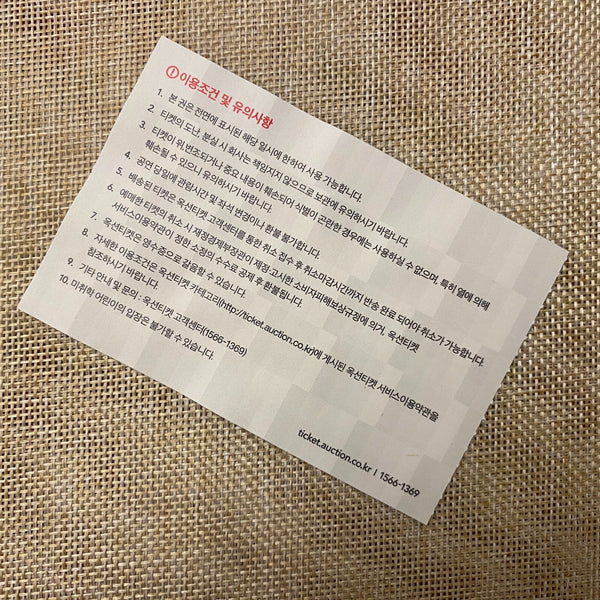 ! 이용조건 및 유의사항
1. 본 권은 전면에 표시된 해당 일시에 한하여 사용 가능합니다.
2. 티켓의 도난, 분실 시 회사는 책임지지 않으므로 보관에 유의하시기 바랍니다.
3. 티켓이 위,변조되거나 중요 내용이 훼손되어 식별이 곤란한 경우에는 사용하실 수 없으며, 특히 열에 의해
훼손될 수 있으니 유의하시기 바랍니다.
4. 공연 당일에 관람시간 및 좌석 변경이나 환불 불가합니다.
5. 배송된 티켓은 옥션티켓 고객센터를 통한 취소 접수 후 취소마감시간까지 반송 완료 되어야 취소가 가능합니다.
6. 예매한 티켓의 취소 시 재정경제부장관이 제정·고시한 소비자피해보상규정에 의거, 옥션티켓
서비스이용약관이 정한 소정의 수수료 공제 후 환불됩니다.
7. 옥션티켓은 영수증으로 갈음할 수 있습니다.
8. 자세한 이용조건은 옥션티켓 카테고리(http://ticket.auction.co.kr)에 게시된 옥션티켓 서비스이용약관을
참조하시기 바랍니다.
9. 기타 안내 및 문의 : 옥션티켓 고객센터(1566-1369)
10. 미취학 어린이의 입장은 불가할 수 있습니다.
ticket.auction.co.kr I 1566-1369